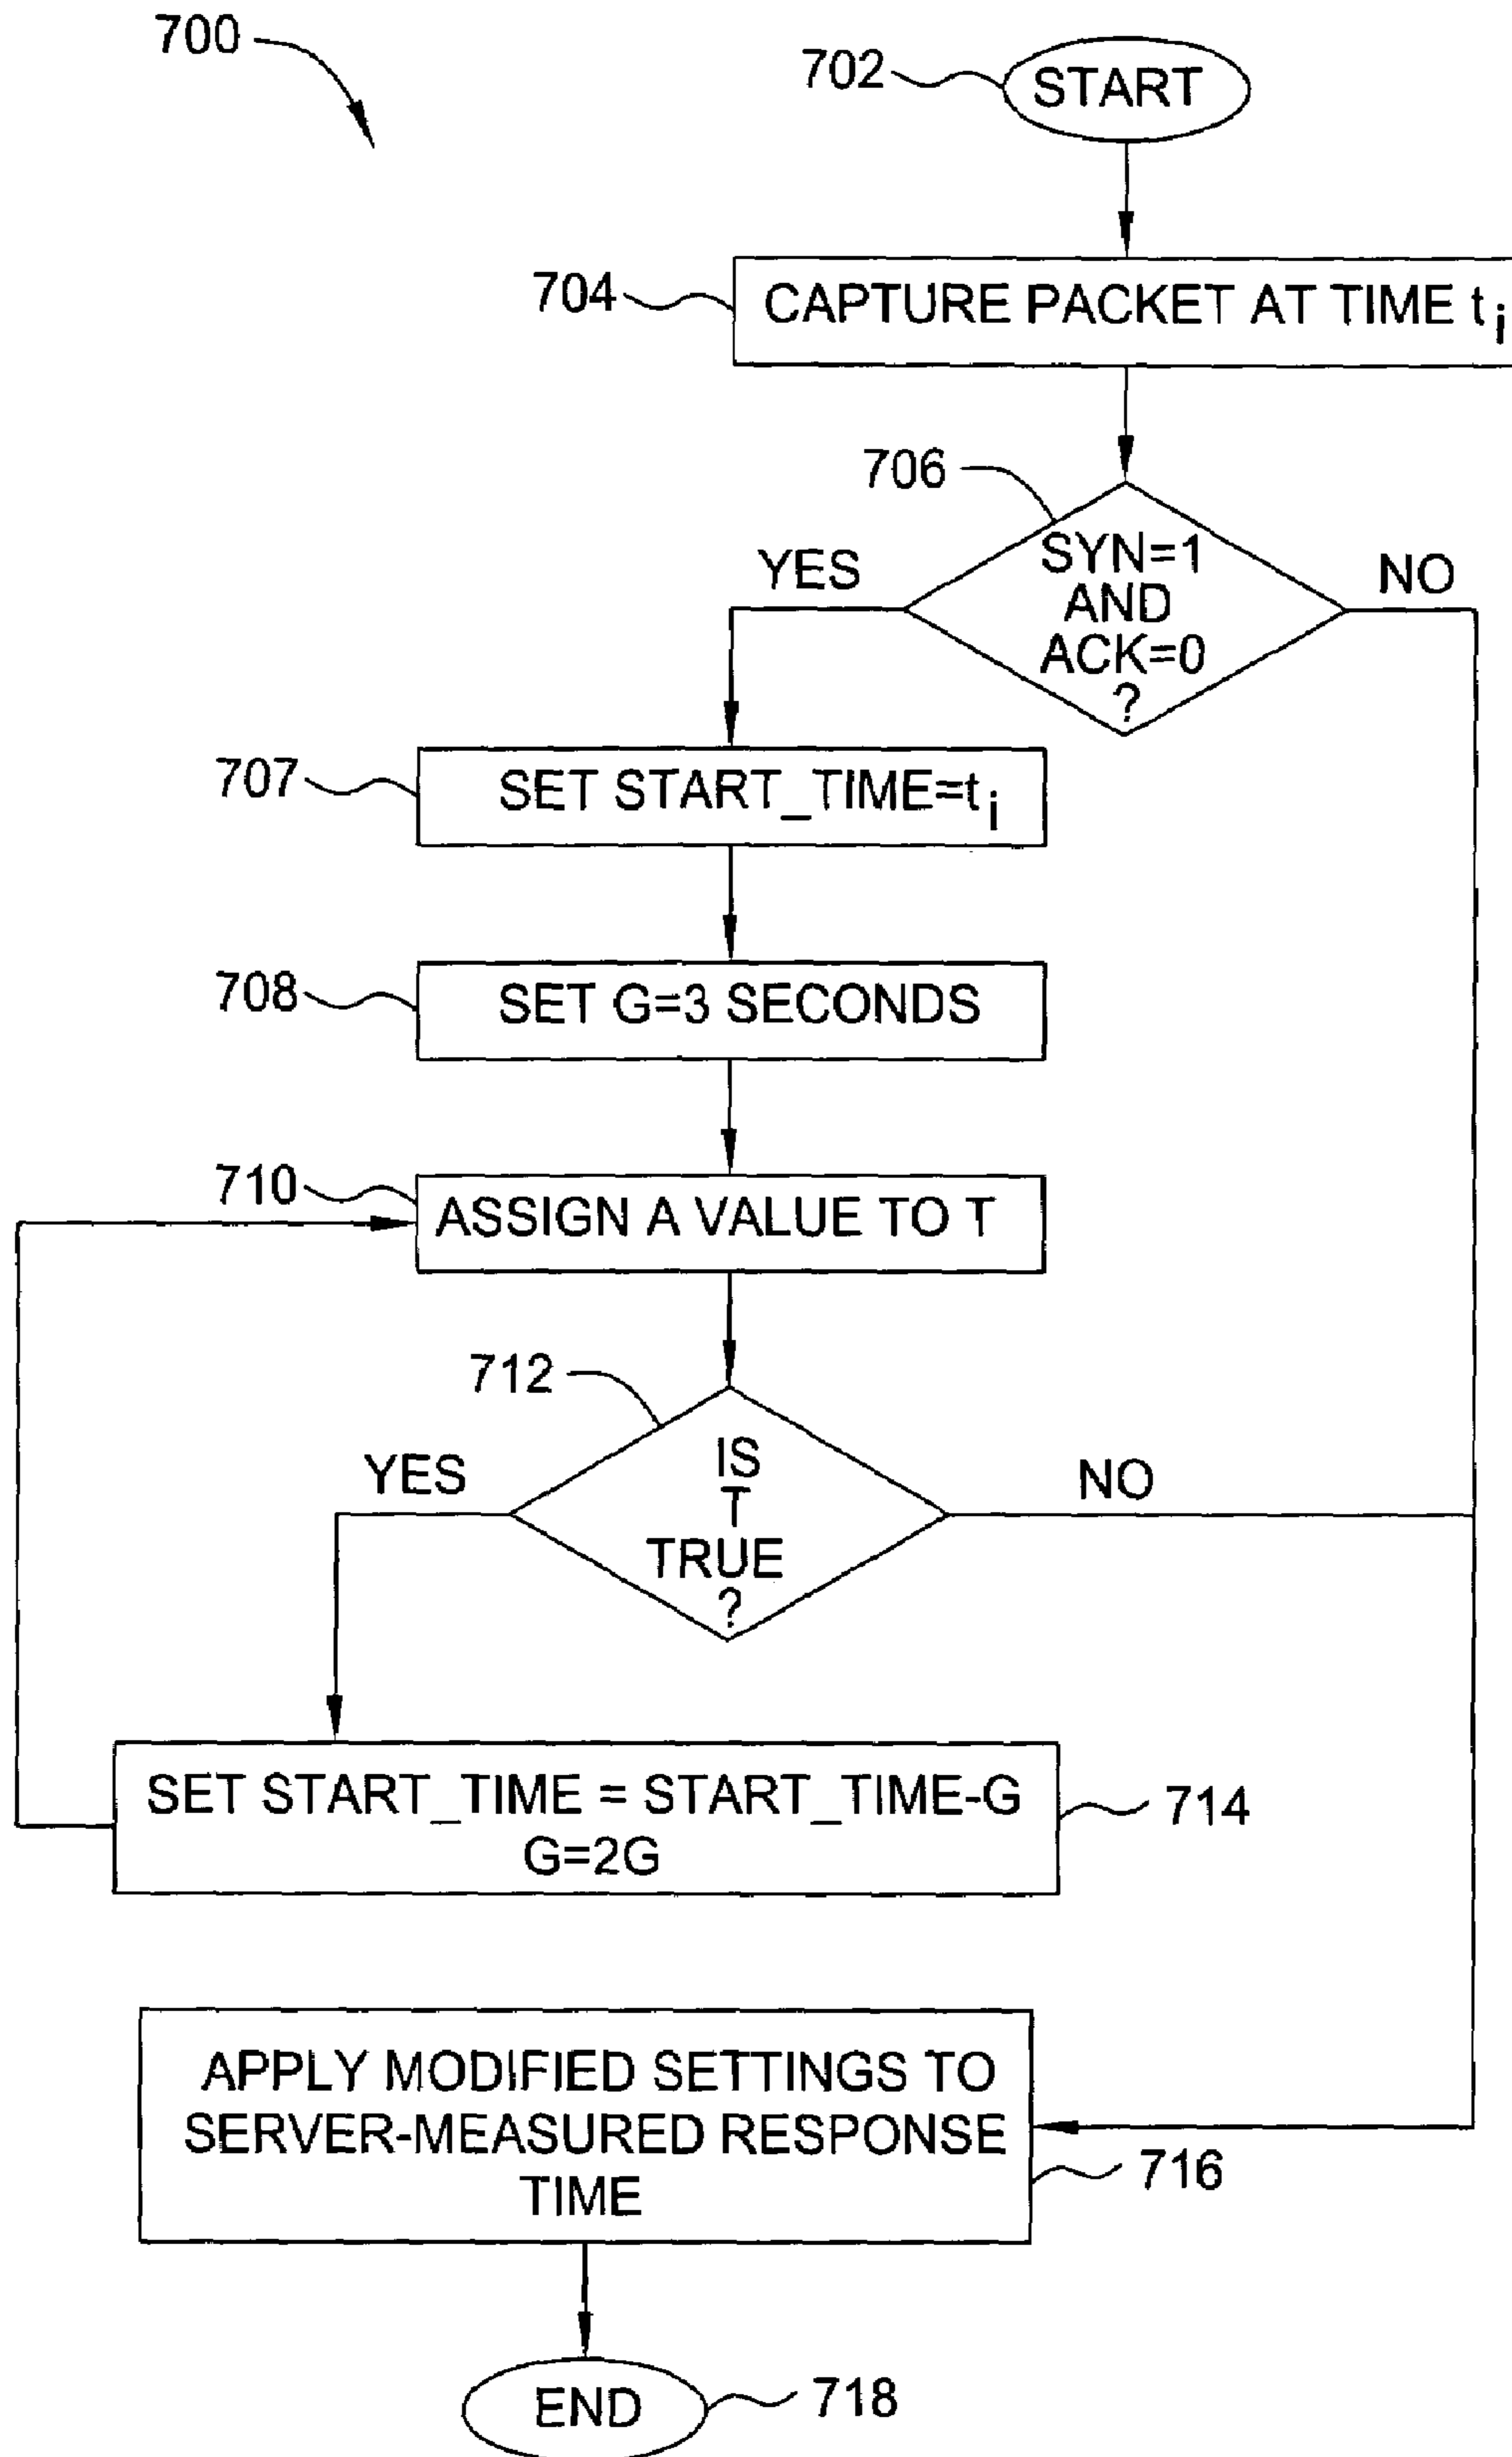 700
702
START
704
CAPTURE PACKET AT TIME ti
706
YES
SYN=1
AND
ACK=0
?
NO
707
SET START_TIME=ti
708
SET G=3 SECONDS
710
ASSIGN A VALUE TO T
712
YES
IS
T
TRUE
?
NO
SET START_TIME = START_TIME-G
G=2G
714
APPLY MODIFIED SETTINGS TO
SERVER-MEASURED RESPONSE
TIME
716
END
718